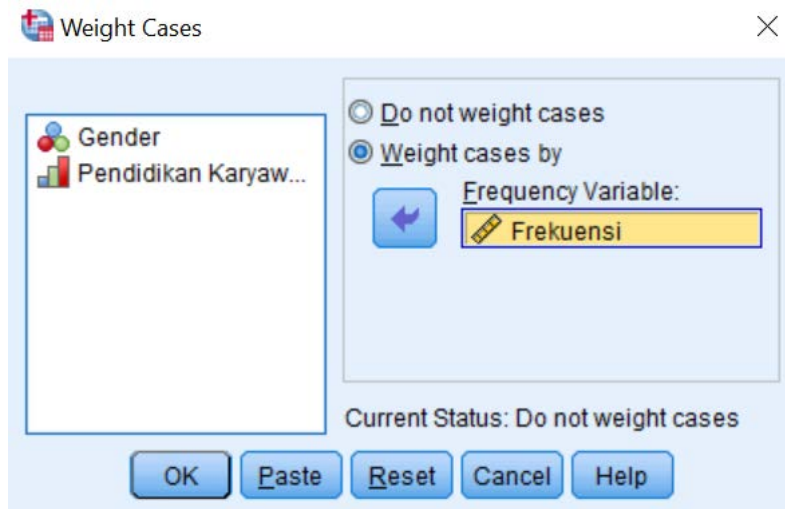 Weight Cases
Gender
Pendidikan Karyaw...
Do not weight cases
Weight cases by
Frequency Variable:
Frekuensi
Current Status: Do not weight cases
OK Paste Reset Cancel Help